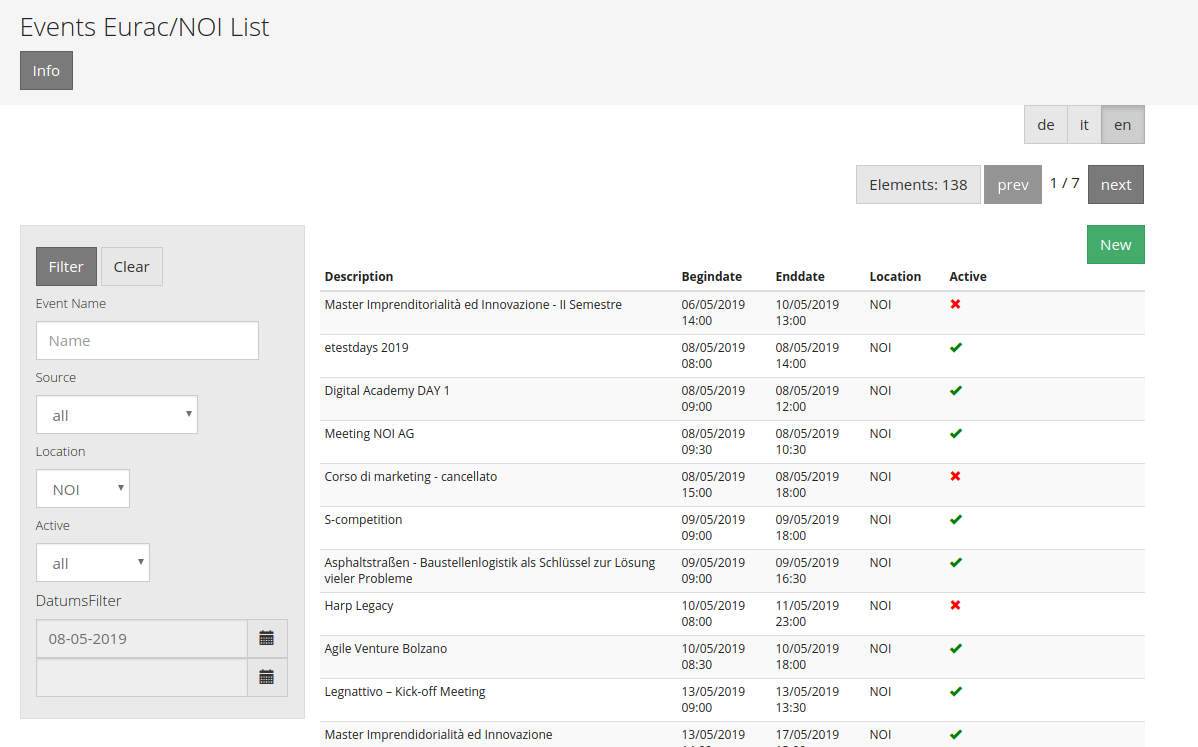 Events Eurac/NOI List
Info
de it en
Elements: 138 prev 1 / 7 next
New
Filter Clear
Event Name
Name
Source
all
Location
NOI
Active
all
DatumsFilter
08-05-2019
Description Begindate Enddate Location Active
Master Imprenditorialità ed Innovazione - II Semestre 06/05/2019 10/05/2019 NOI
14:00 13:00
etestdays 2019 08/05/2019 08/05/2019 NOI
08:00 14:00
Digital Academy DAY 1 08/05/2019 08/05/2019 NOI
09:00 12:00
Meeting NOI AG 08/05/2019 08/05/2019 NOI
09:30 10:30
Corso di marketing - cancellato 08/05/2019 08/05/2019 NOI
15:00 18:00
S-competition 09/05/2019 09/05/2019 NOI
09:00 18:00
Asphaltstraßen - Baustellenlogistik als Schlüssel zur Lösung 09/05/2019 09/05/2019 NOI
vieler Probleme 09:00 16:30
Harp Legacy 10/05/2019 11/05/2019 NOI
08:00 23:00
Agile Venture Bolzano 10/05/2019 10/05/2019 NOI
08:30 18:00
Legnattivo – Kick-off Meeting 13/05/2019 13/05/2019 NOI
09:00 13:30
Master Imprendidorialità ed Innovazione 13/05/2019 17/05/2019 NOI